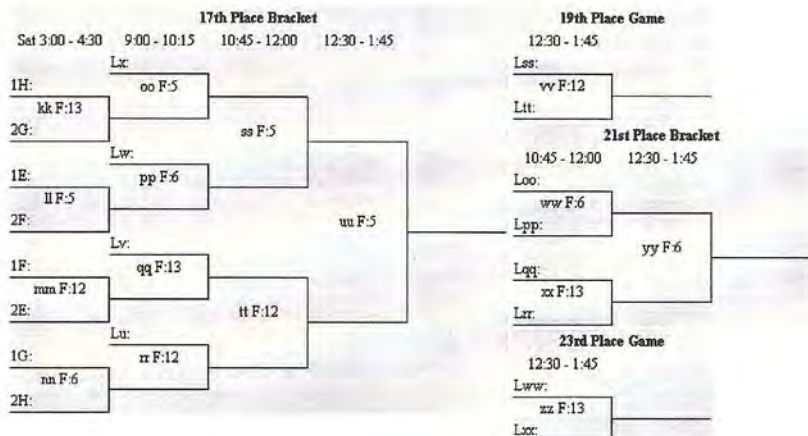 17th Place Bracket
Sat 3:00 - 4:30 9:00 - 10:15 10:45 - 12:00 12:30 - 1:45
Lx:
1H:
oo F:5
kk F:13
2G:
ss F:5
Lw:
1E:
pp F:6
ll F:5
2F:
uu F:5
Lv:
1F:
qq F:13
mm F:12
2E:
tt F:12
Lu:
1G:
rr F:12
nn F:6
2H:
19th Place Game
12:30 - 1:45
Lss:
vv F:12
Ltt:
21st Place Bracket
10:45 - 12:00 12:30 - 1:45
Loo:
ww F:6
Lpp:
yy F:6
Lqq:
xx F:13
Lrr:
23rd Place Game
12:30 - 1:45
Lww:
zz F:13
Lxx: